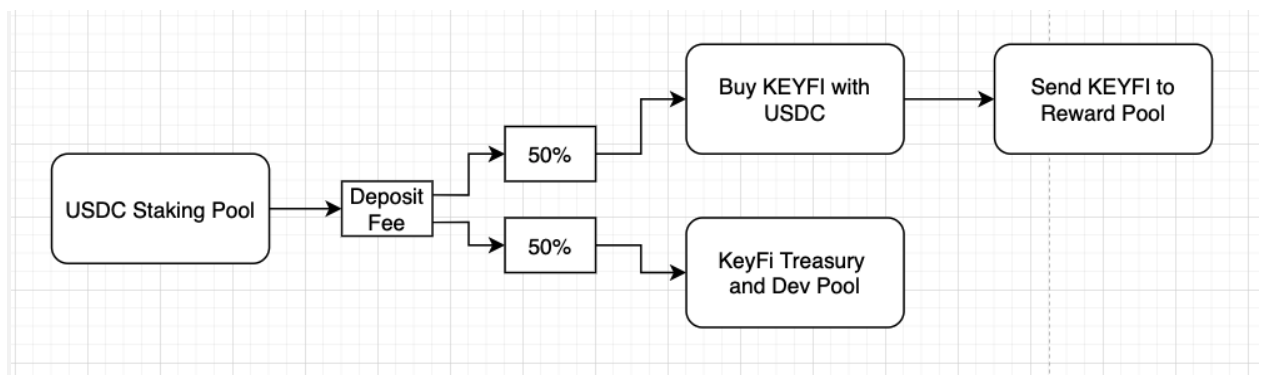 USDC Staking Pool
Deposit
Fee
50%
Buy KEYFI with
USDC
Send KEYFI to
Reward Pool
50%
KeyFi Treasury
and Dev Pool